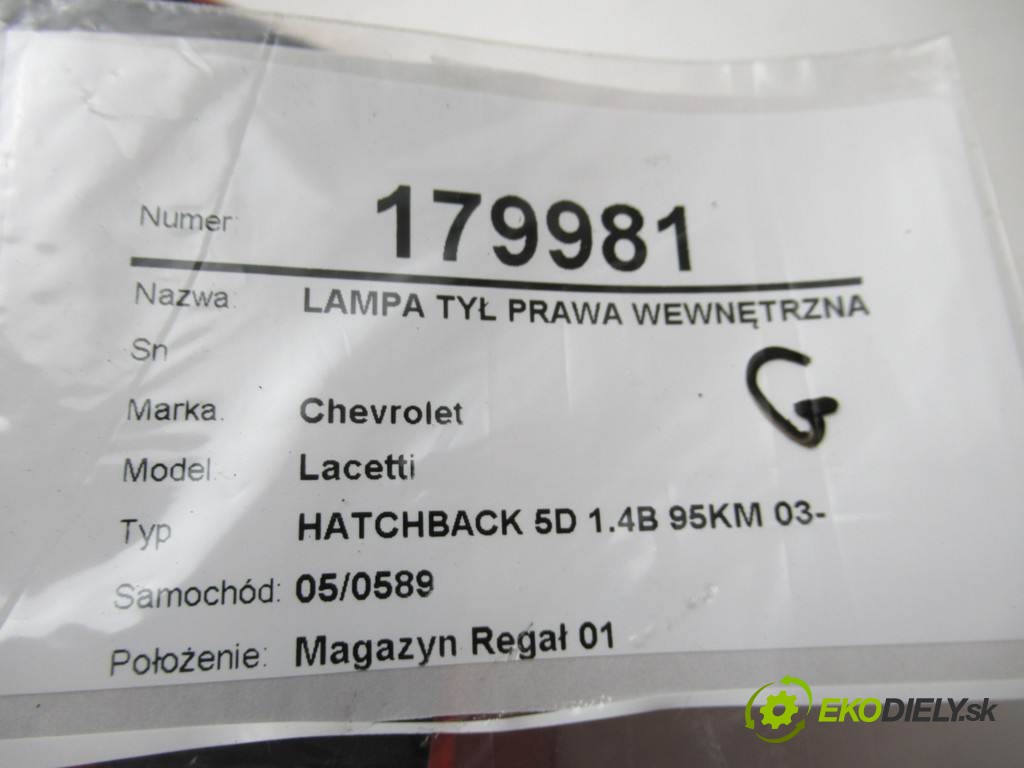 Numer: 179981
Nazwa: LAMPA TYŁ PRAWA WEWNĘTRZNA
Sn
Marka: Chevrolet
G
Model: Lacetti
Typ HATCHBACK 5D 1.4B 95KM 03-
Samochód: 05/0589
Położenie: Magazyn Regał 01
EKODIELY.sk